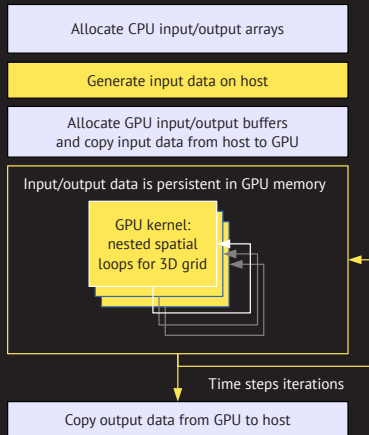 Allocate CPU input/output arrays
Generate input data on host
Allocate GPU input/output buffers
and copy input data from host to GPU
Input/output data is persistent in GPU memory
GPU kernel:
nested spatial
loops for 3D grid
Time steps iterations
Copy output data from GPU to host